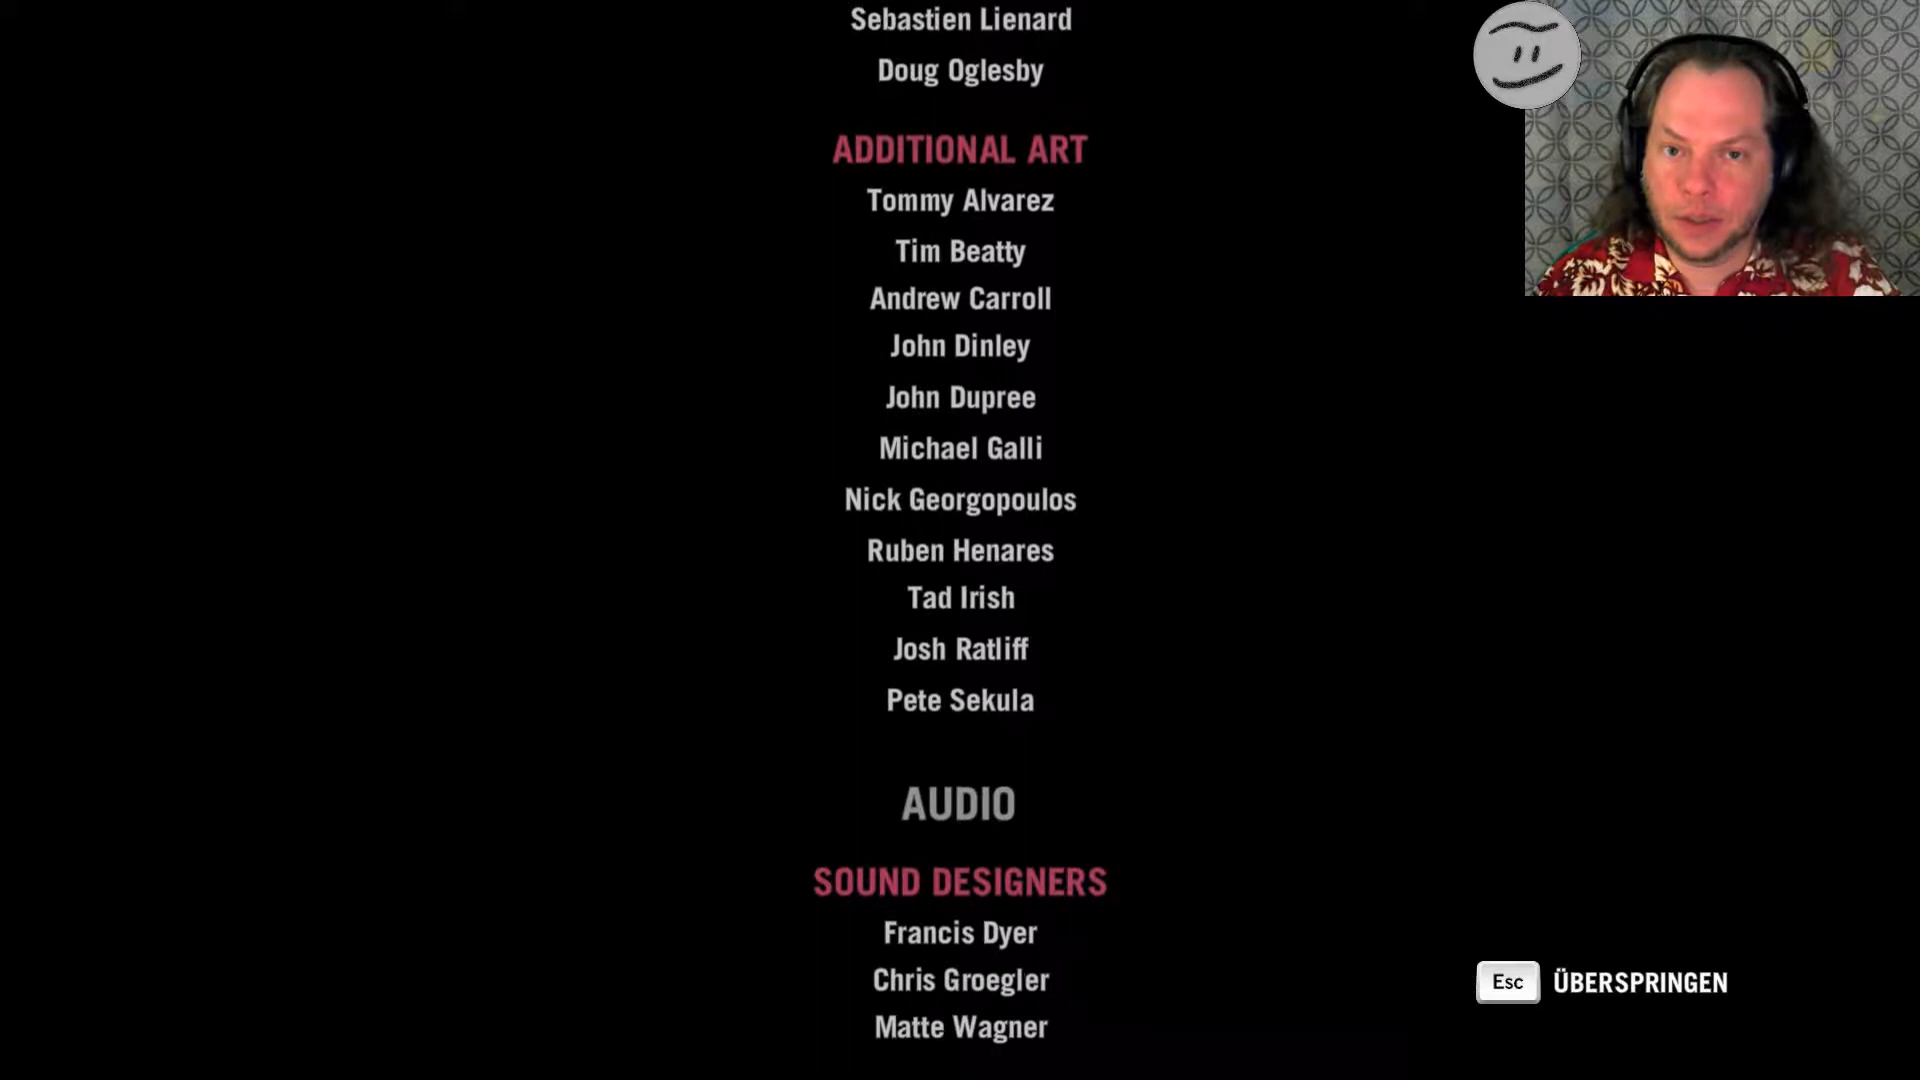 Sebastien Lienard
Doug Oglesby
ADDITIONAL ART
Tommy Alvarez
Tim Beatty
Andrew Carroll
John Dinley
John Dupree
Michael Galli
Nick Georgopoulos
Ruben Henares
Tad Irish
Josh Ratliff
Pete Sekula
AUDIO
SOUND DESIGNERS
Francis Dyer
Chris Groegler
Matte Wagner
Esc ÜBERSPRINGEN